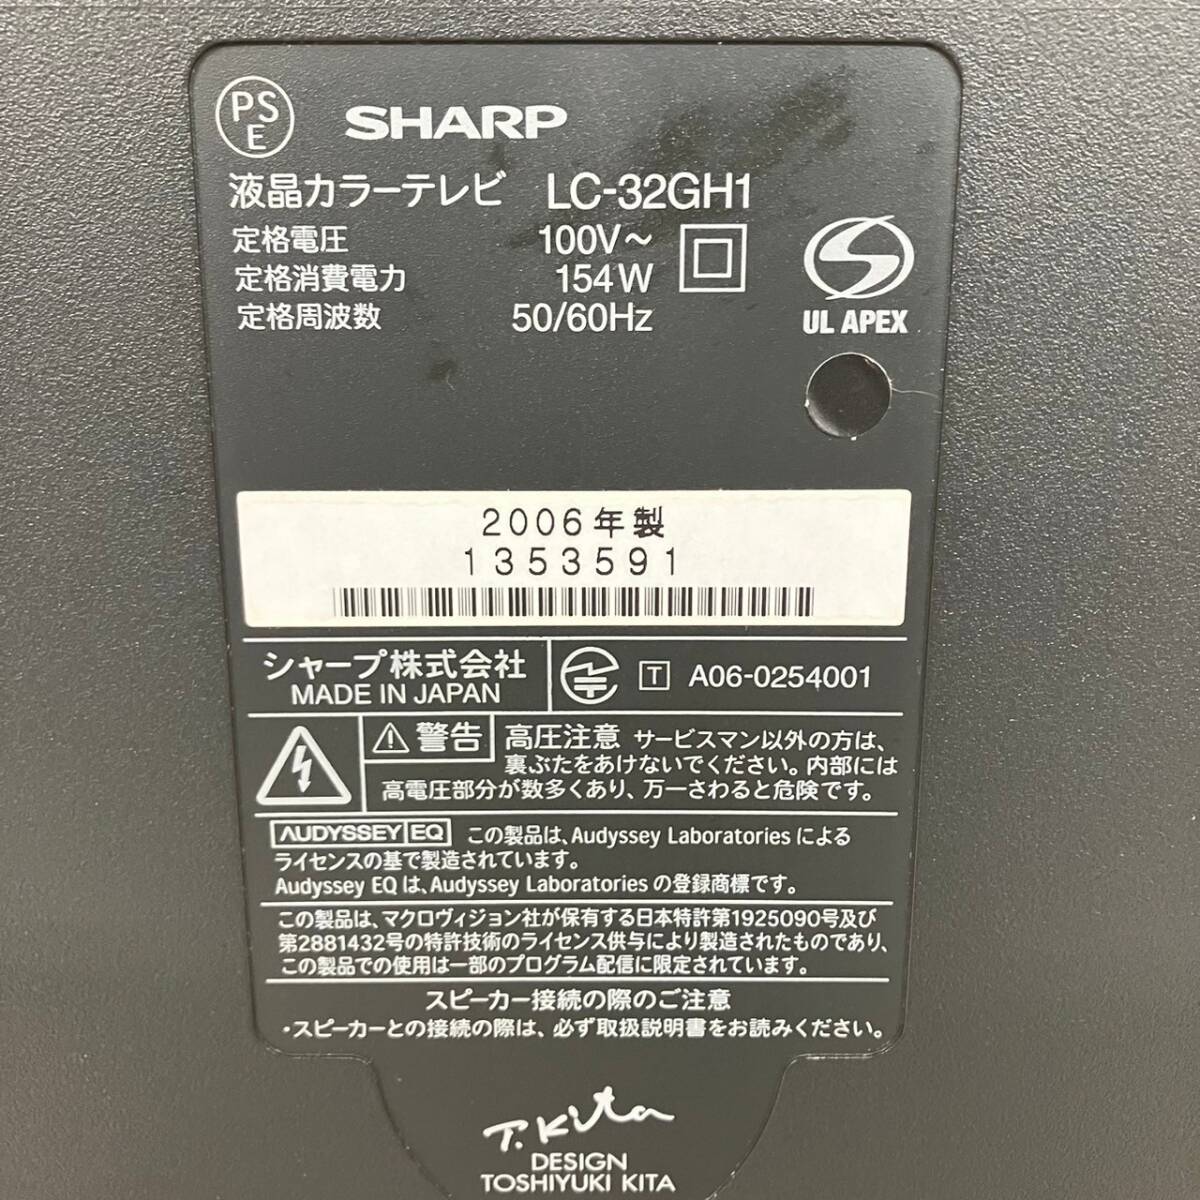 PSE SHARP
液晶カラーテレビ LC-32GH1
定格電圧 100V～
定格消費電力 154W
定格周波数 50/60Hz
UL APEX
2006年製
1353591
シャープ株式会社
MADE IN JAPAN
T A06-0254001
警告 高圧注意 サービスマン以外の方は、
裏ぶたをあけないでください。内部には
高電圧部分が数多くあり、万一さわると危険です。
AUDYSSEY EQ この製品は、Audyssey Laboratories による
ライセンスの基で製造されています。
Audyssey EQ は、Audyssey Laboratories の登録商標です。
この製品は、マクロヴィジョン社が保有する日本特許第1925090号及び
第2881432号の特許技術のライセンス供与により製造されたものであり、
この製品での使用は一部のプログラム配信に限定されています。
スピーカー接続の際のご注意
・スピーカーとの接続の際は、必ず取扱説明書をお読みください。
T.Kita
DESIGN
TOSHIYUKI KITA